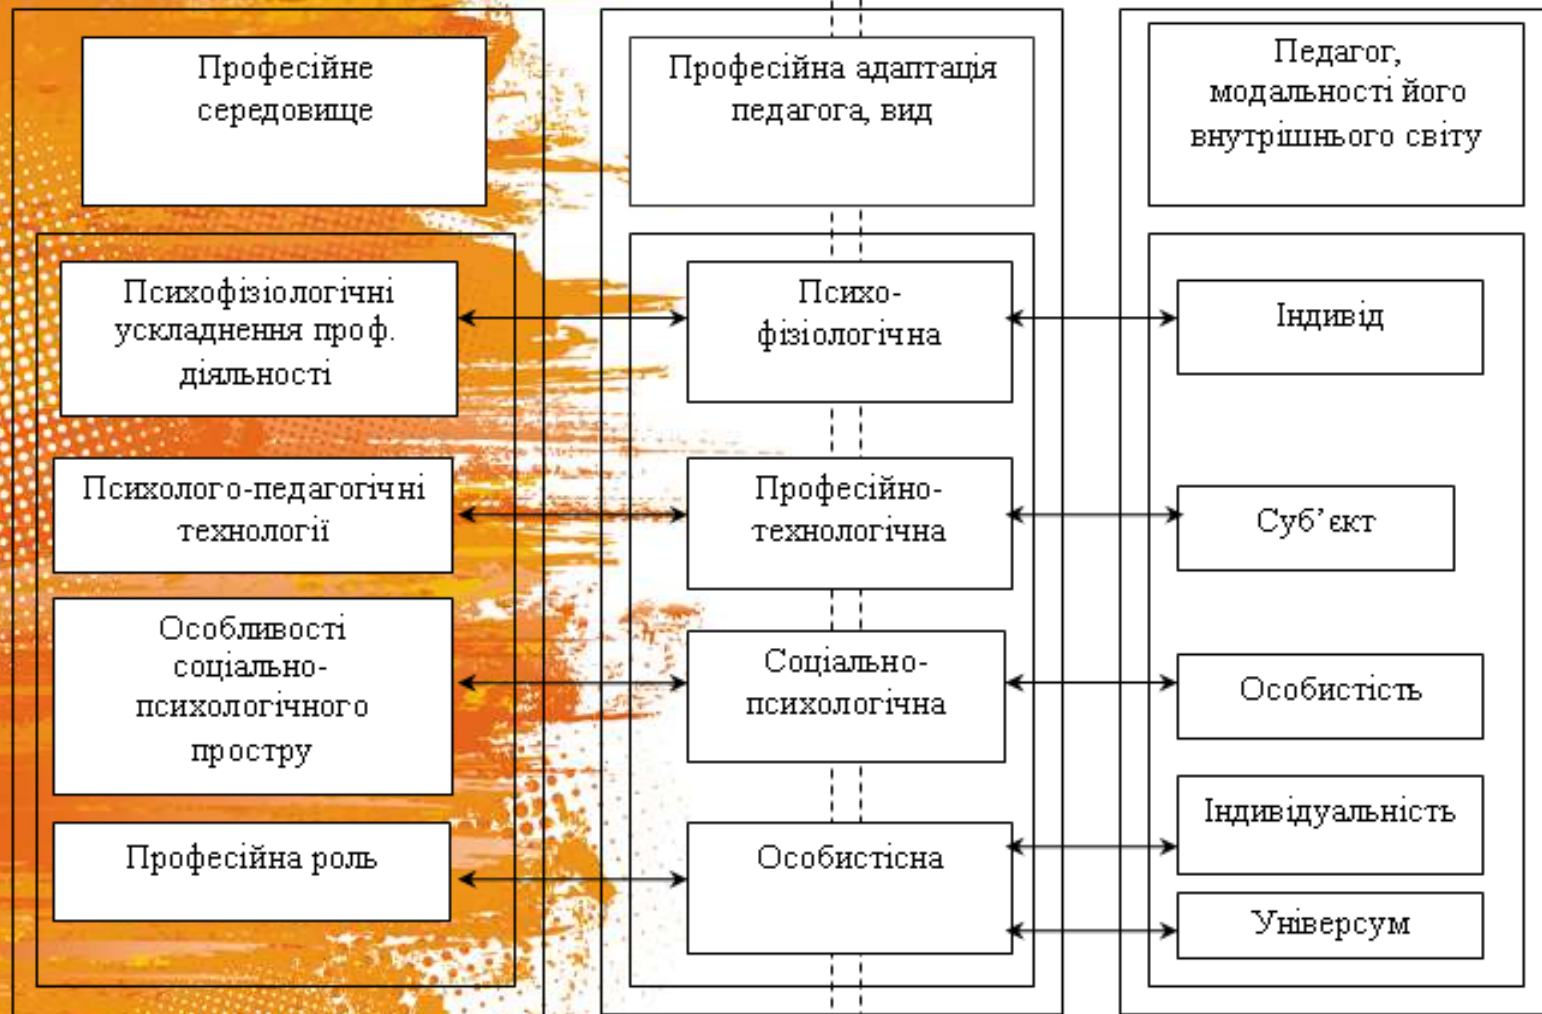 Професійне
середовище
Професійна адаптація
педагога, вид
Педагог,
модальності його
внутрішнього світу
Психофізіологічні
ускладнення проф.
діяльності
Психо-
фізіологічна
Індивід
Психолого-педагогічні
технології
Професійно-
технологічна
Суб’єкт
Особливості
соціально-
психологічного
простру
Соціально-
психологічна
Особистість
Індивідуальність
Професійна роль
Особистісна
Універсум